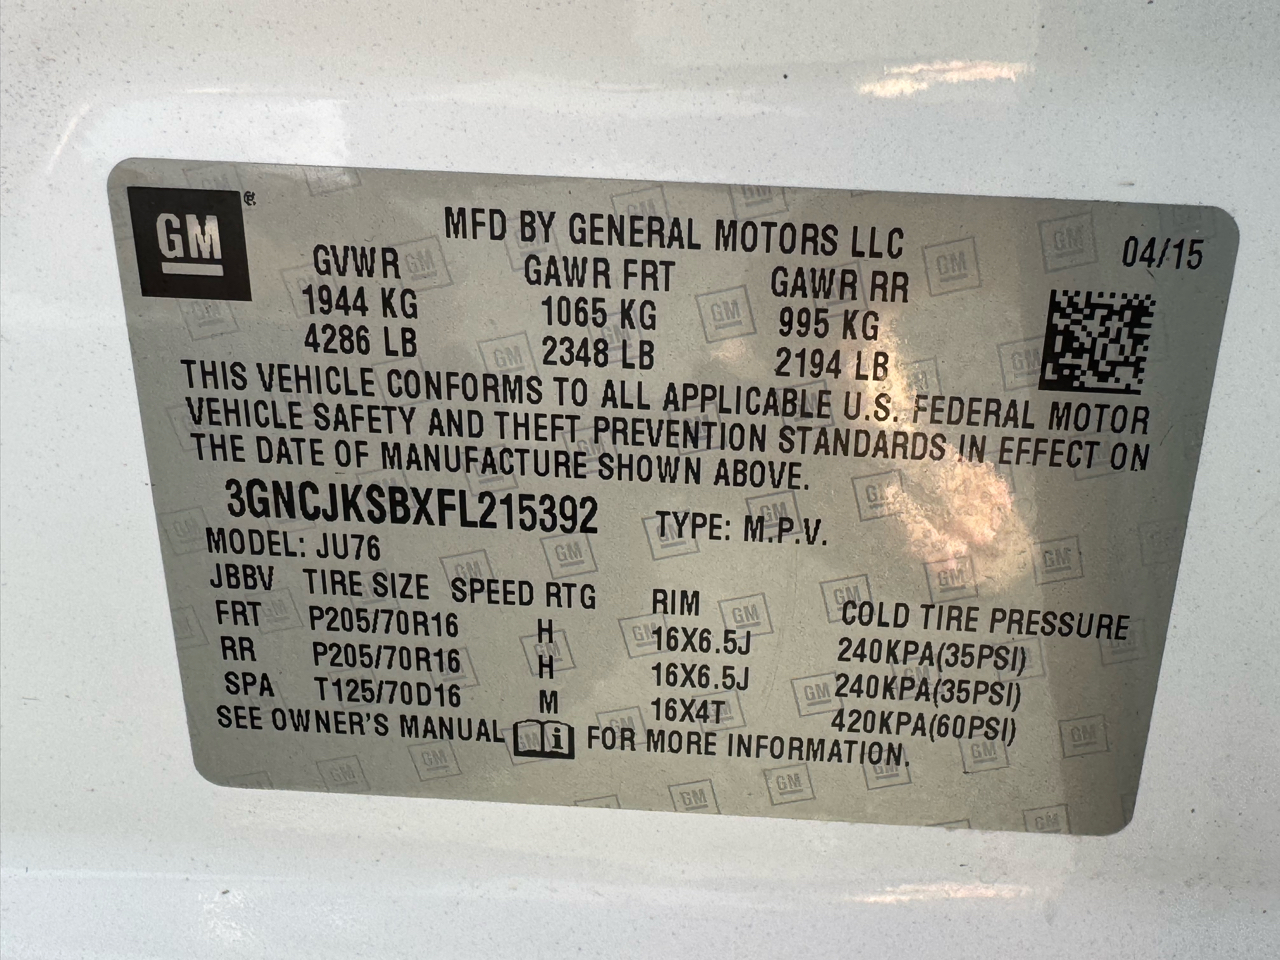 GM
MFD BY GENERAL MOTORS LLC
04/15
GVWR GAWR FRT GAWR RR
1944 KG 1065 KG 995 KG
4286 LB 2348 LB 2194 LB
THIS VEHICLE CONFORMS TO ALL APPLICABLE U.S. FEDERAL MOTOR
VEHICLE SAFETY AND THEFT PREVENTION STANDARDS IN EFFECT ON
THE DATE OF MANUFACTURE SHOWN ABOVE.
3GNCJKSBXFL215392 TYPE: M.P.V.
MODEL: JU76
JBBV TIRE SIZE SPEED RTG RIM COLD TIRE PRESSURE
FRT P205/70R16 H 16X6.5J 240KPA(35PSI)
RR P205/70R16 H 16X6.5J 240KPA(35PSI)
SPA T125/70D16 M 16X4T 420KPA(60PSI)
SEE OWNER'S MANUAL i FOR MORE INFORMATION.